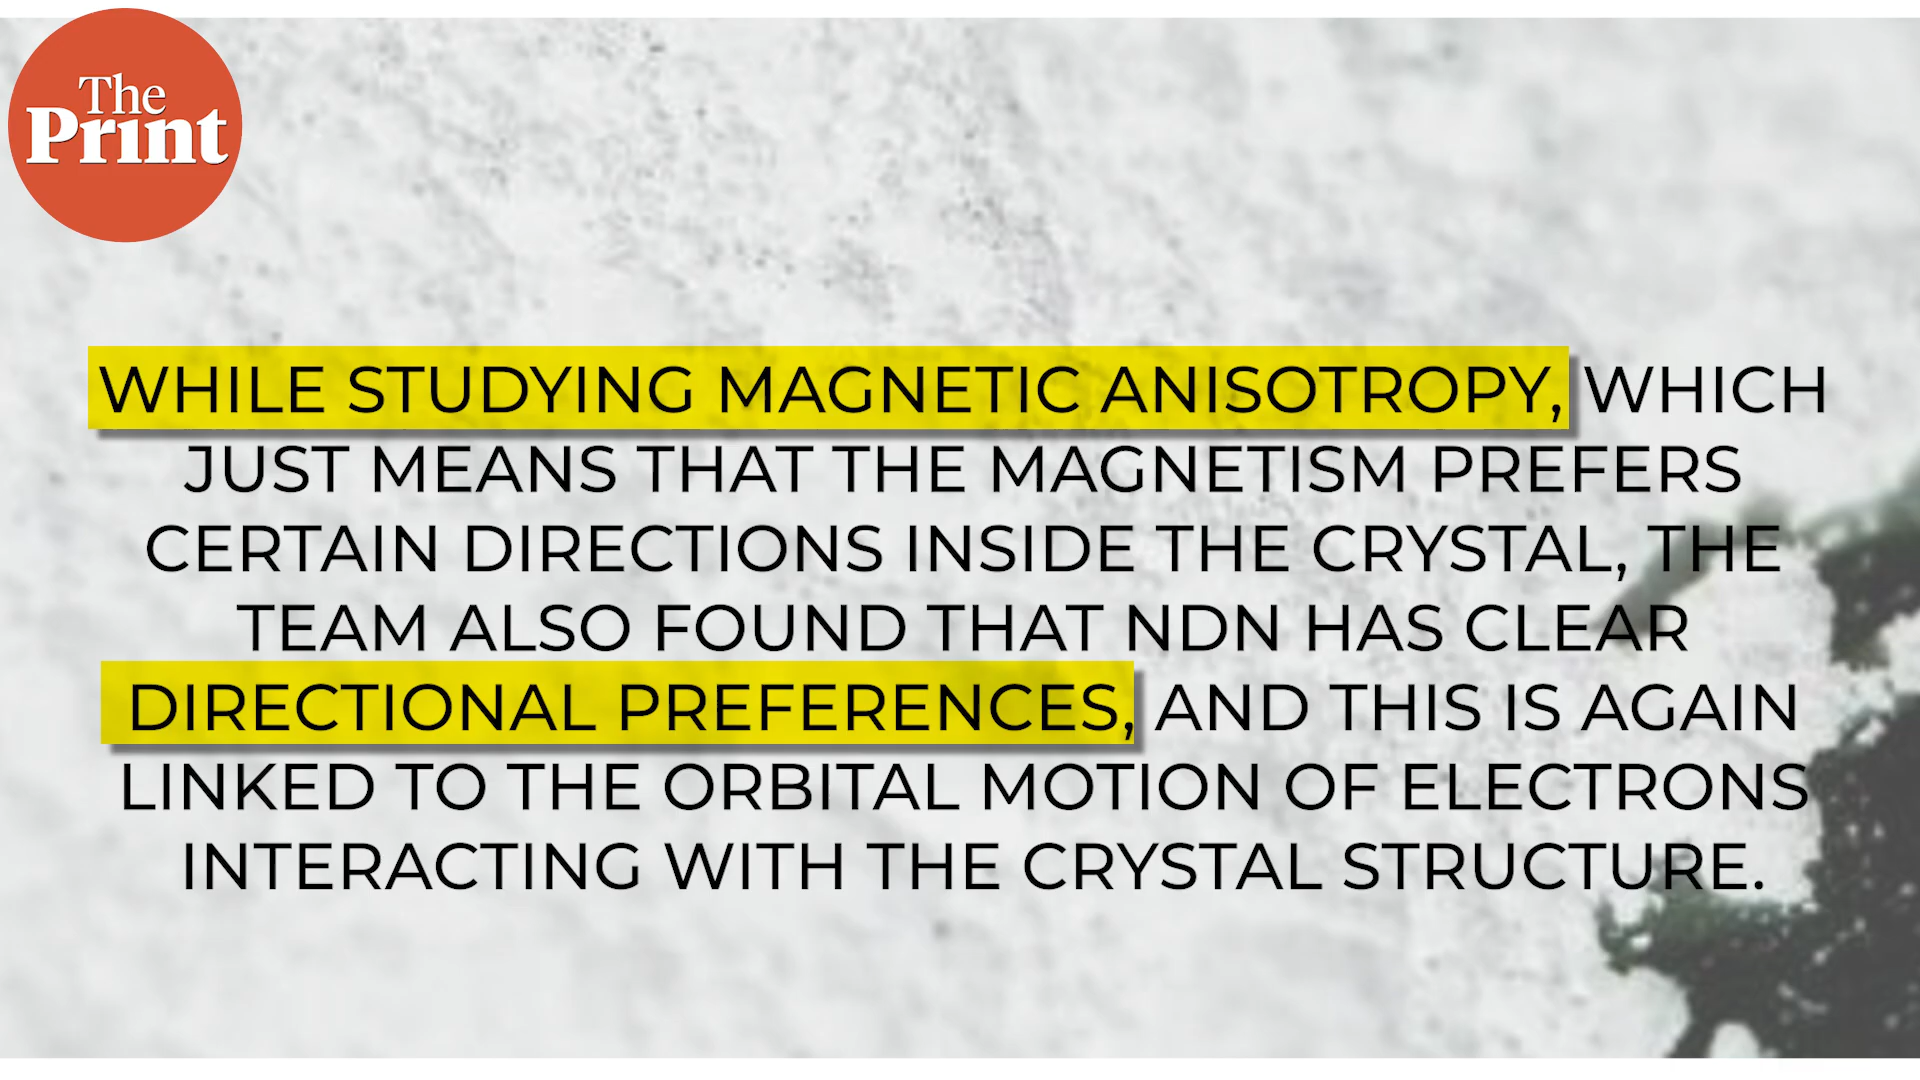 The
Print
WHILE STUDYING MAGNETIC ANISOTROPY, WHICH
JUST MEANS THAT THE MAGNETISM PREFERS
CERTAIN DIRECTIONS INSIDE THE CRYSTAL, THE
TEAM ALSO FOUND THAT NDN HAS CLEAR
DIRECTIONAL PREFERENCES, AND THIS IS AGAIN
LINKED TO THE ORBITAL MOTION OF ELECTRONS
INTERACTING WITH THE CRYSTAL STRUCTURE.